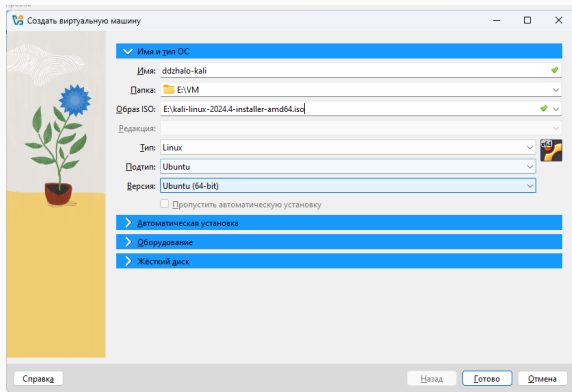 Создать виртуальную машину
Имя и тип ОС
Имя: ddzhalo-kali
Папка: E:\VM
Образ ISO: E:\kali-linux-2024.4-installer-amd64.iso
Редакция:
Тип: Linux
Подтип: Ubuntu
Версия: Ubuntu (64-bit)
Пропустить автоматическую установку
Автоматическая установка
Оборудование
Жёсткий диск
Справка Назад Готово Отмена